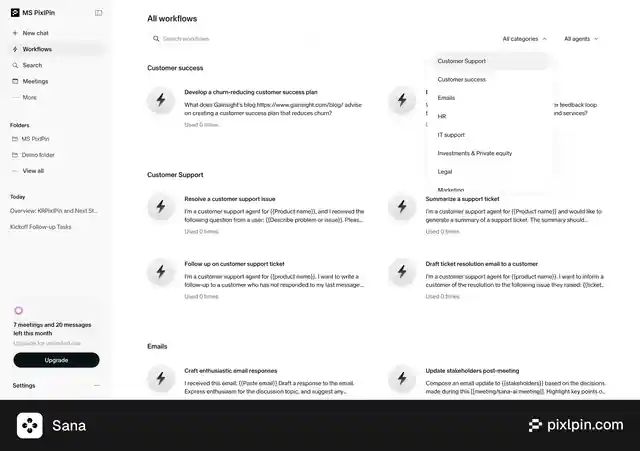 MS PixlPin
New chat
Workflows
Search
Meetings
More
Folders
MS PixlPin
Demo folder
View all
Today
Overview: KRPixlPin and Next St...
Kickoff Follow-up Tasks
7 meetings and 20 messages
left this month
Upgrade for unlimited use
Upgrade
Settings
All workflows
Search workflows
All categories
All agents
Customer Support
Customer success
Emails
HR
IT support
Investments & Private equity
Legal
Marketing
Customer success
Develop a churn-reducing customer success plan
What does Gainsight's blog https://www.gainsight.com/blog/ advise
on creating a customer success plan that reduces churn?
Used 0 times
er feedback loop
and services?
Customer Support
Resolve a customer support issue
I'm a customer support agent for {{Product name}}, and I received the
following question from a user: {{Describe problem or issue}}. Pleas...
Used 0 times
Summarize a support ticket
I'm a customer support agent for {{Product name}} and would like to
generate a summary of a support ticket. The summary should...
Used 0 times
Follow up on customer support ticket
I'm a customer support agent for {{product name}}. I want to write a
follow-up to a customer who has not responded to my last message...
Used 0 times
Draft ticket resolution email to a customer
I'm a customer support agent for {{product name}}. I want to inform a
customer of the resolution to the following issue they raised: {{ticket...
Used 0 times
Emails
Craft enthusiastic email responses
I received this email: {{Paste email}} Draft a response to the email.
Express enthusiasm for the discussion topic, and suggest any...
Update stakeholders post-meeting
Compose an email update to {{stakeholders}} based on the decisions
made during this {{meeting/sana-ai:meeting}}. Highlight key points o...
Sana
pixlpin.com